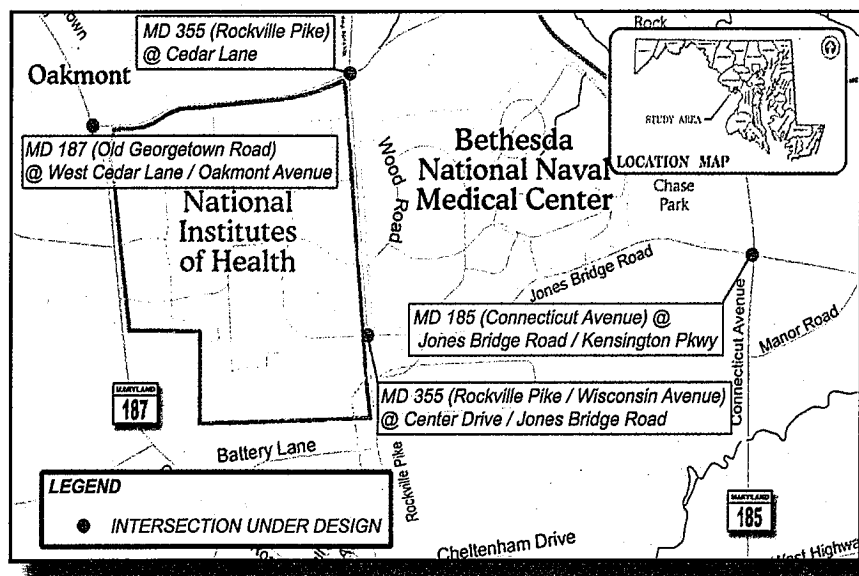 MD 355 (Rockville Pike)
@ Cedar Lane
Rock
Oakmont
STUDY AREA
LOCATION MAP
MD 187 (Old Georgetown Road)
@ West Cedar Lane / Oakmont Avenue
Wood Road
Bethesda
National Naval
Medical Center
Chase
Park
National
Institutes
of Health
Jones Bridge Road
MD 185 (Connecticut Avenue) @
Jones Bridge Road / Kensington Pkwy
Connecticut Avenue
Manor Road
MD 355 (Rockville Pike / Wisconsin Avenue)
@ Center Drive / Jones Bridge Road
MARYLAND
187
Battery Lane
Rockville Pike
LEGEND
INTERSECTION UNDER DESIGN
MARYLAND
185
Cheltenham Drive
West Highway